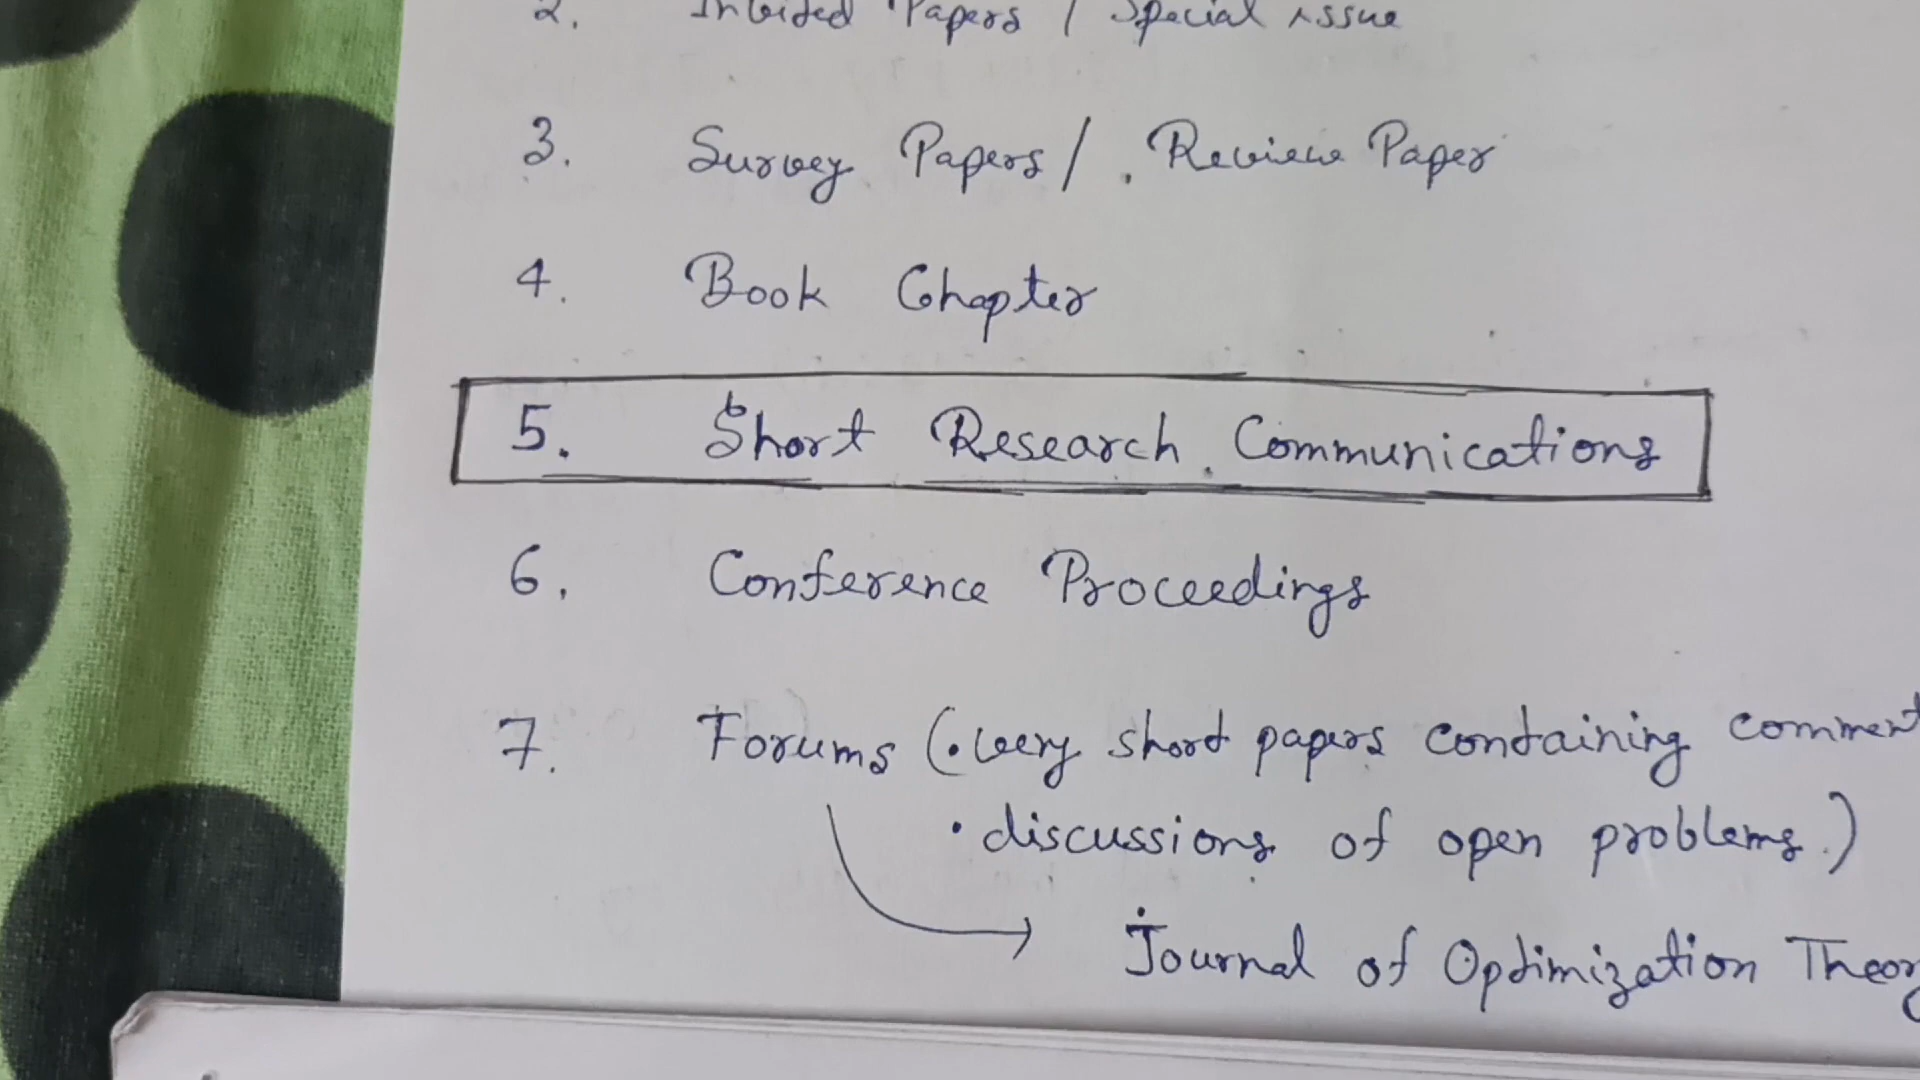 2. Invited Papers / Special Issue
3. Survey Papers / Review Paper
4. Book Chapter
5. Short Research Communications
6. Conference Proceedings
7. Forums (. very short papers containing comment
. discussions of open problems.)
Journal of Optimization Theory